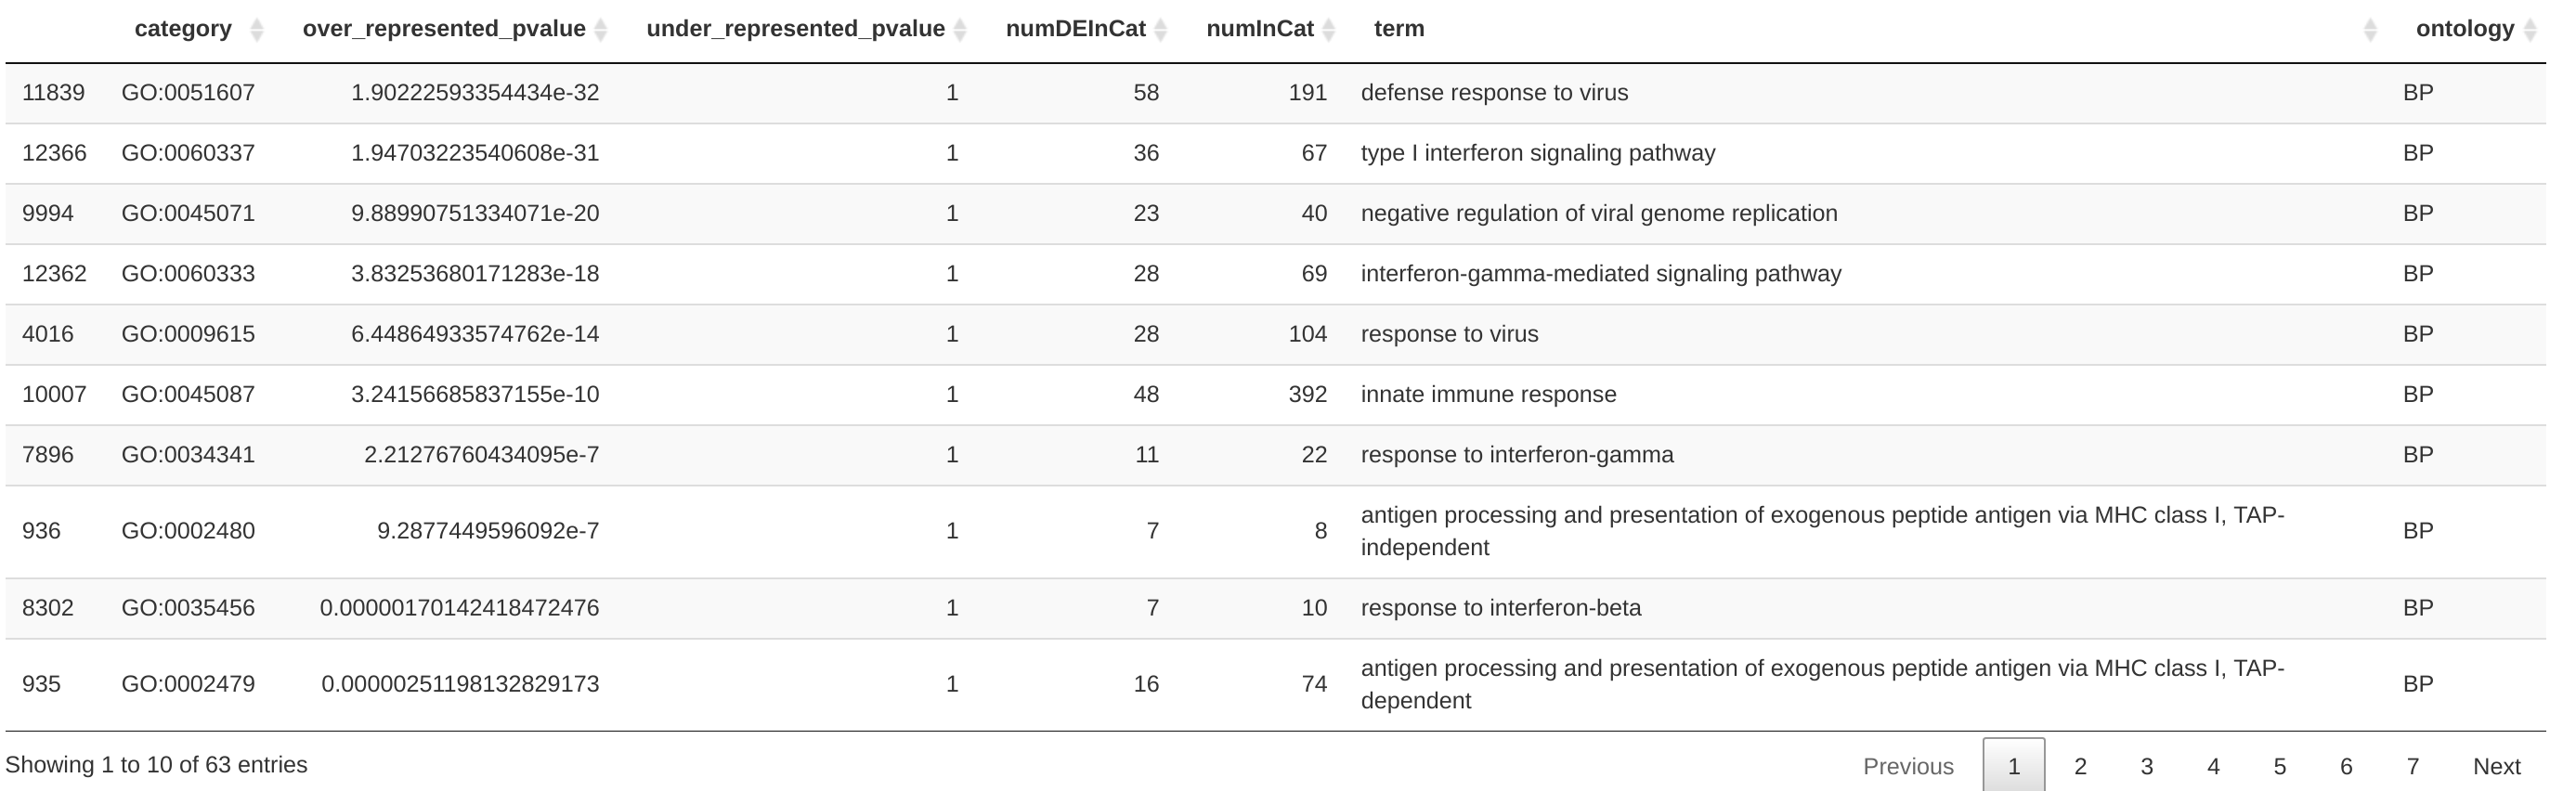 category over_represented_pvalue under_represented_pvalue numDEInCat numInCat term ontology
11839 GO:0051607 1.90222593354434e-32 1 58 191 defense response to virus BP
12366 GO:0060337 1.94703223540608e-31 1 36 67 type I interferon signaling pathway BP
9994 GO:0045071 9.88990751334071e-20 1 23 40 negative regulation of viral genome replication BP
12362 GO:0060333 3.83253680171283e-18 1 28 69 interferon-gamma-mediated signaling pathway BP
4016 GO:0009615 6.44864933574762e-14 1 28 104 response to virus BP
10007 GO:0045087 3.24156685837155e-10 1 48 392 innate immune response BP
7896 GO:0034341 2.21276760434095e-7 1 11 22 response to interferon-gamma BP
936 GO:0002480 9.2877449596092e-7 1 7 8 antigen processing and presentation of exogenous peptide antigen via MHC class I, TAP-
independent BP
8302 GO:0035456 0.00000170142418472476 1 7 10 response to interferon-beta BP
935 GO:0002479 0.00000251198132829173 1 16 74 antigen processing and presentation of exogenous peptide antigen via MHC class I, TAP-
dependent BP
Showing 1 to 10 of 63 entries Previous 1 2 3 4 5 6 7 Next